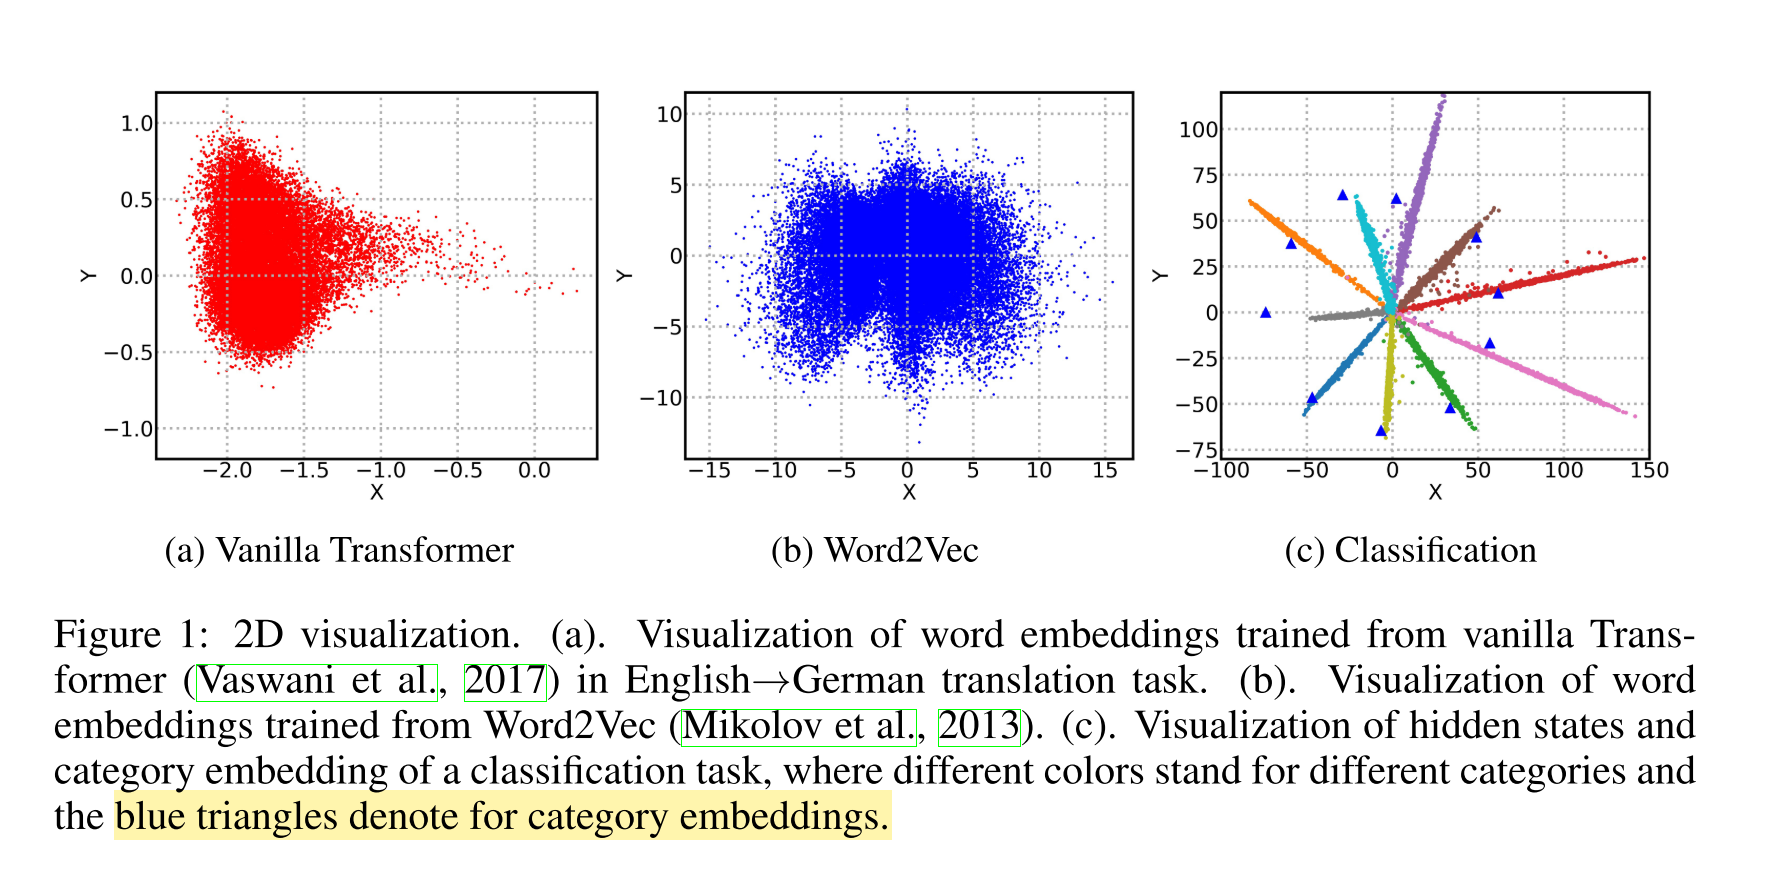 1.0
0.5
0.0
−0.5
−1.0
Y
−2.0 −1.5 −1.0 −0.5 0.0
X
10
5
0
−5
−10
Y
−15 −10 −5 0 5 10 15
X
100
75
50
25
0
−25
−50
−75
Y
−100 −50 0 50 100 150
X
(a) Vanilla Transformer
(b) Word2Vec
(c) Classification
Figure 1: 2D visualization. (a). Visualization of word embeddings trained from vanilla Trans-
former (Vaswani et al., 2017) in English→German translation task. (b). Visualization of word
embeddings trained from Word2Vec (Mikolov et al., 2013). (c). Visualization of hidden states and
category embedding of a classification task, where different colors stand for different categories and
the blue triangles denote for category embeddings.